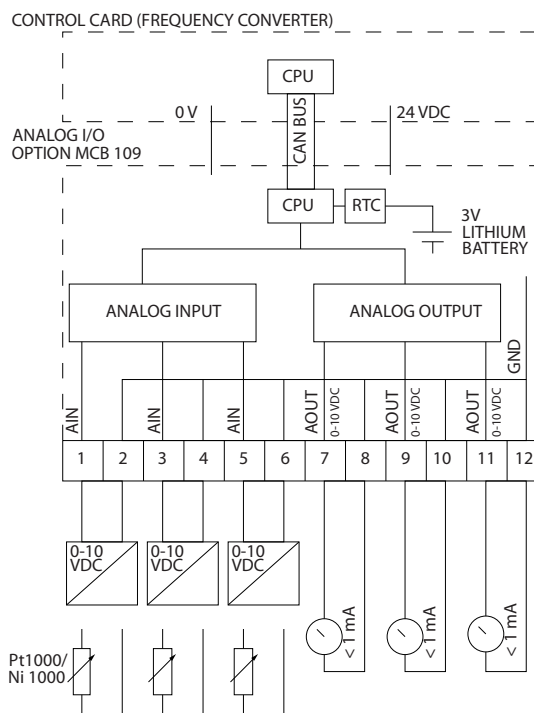 CONTROL CARD (FREQUENCY CONVERTER)
CPU
0 V
24 VDC
CAN BUS
ANALOG I/O
OPTION MCB 109
CPU
RTC
3V
LITHIUM
BATTERY
ANALOG INPUT
ANALOG OUTPUT
GND
AIN
AIN
AIN
AOUT
0-10 VDC
AOUT
0-10 VDC
AOUT
0-10 VDC
1 2 3 4 5 6 7 8 9 10 11 12
0-10
VDC
0-10
VDC
0-10
VDC
< 1 mA
< 1 mA
< 1 mA
Pt1000/
Ni 1000